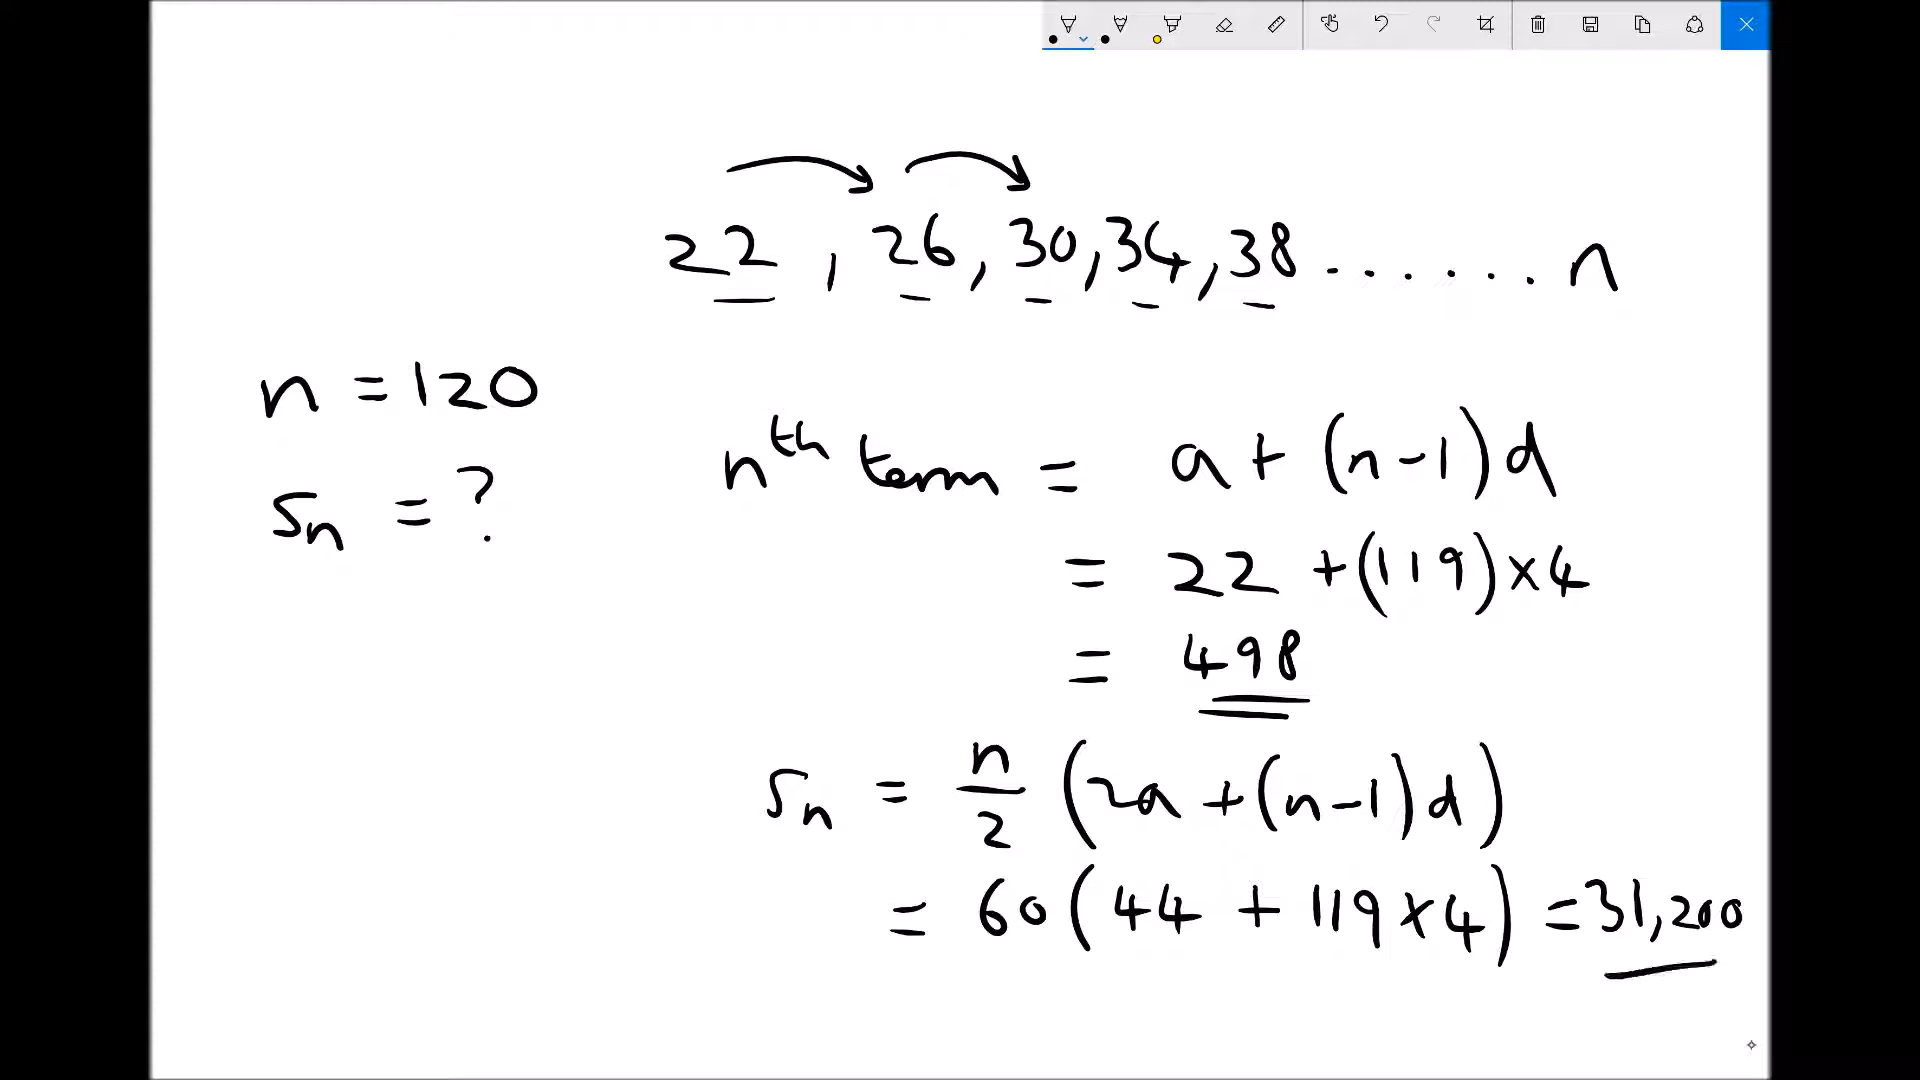 22, 26, 30, 34, 38 ....... n
n = 120
Sn = ?
nth term = a + (n-1)d
= 22 + (119) × 4
= 498
Sn = n/2 (2a + (n-1)d)
= 60(44 + 119×4) = 31,200